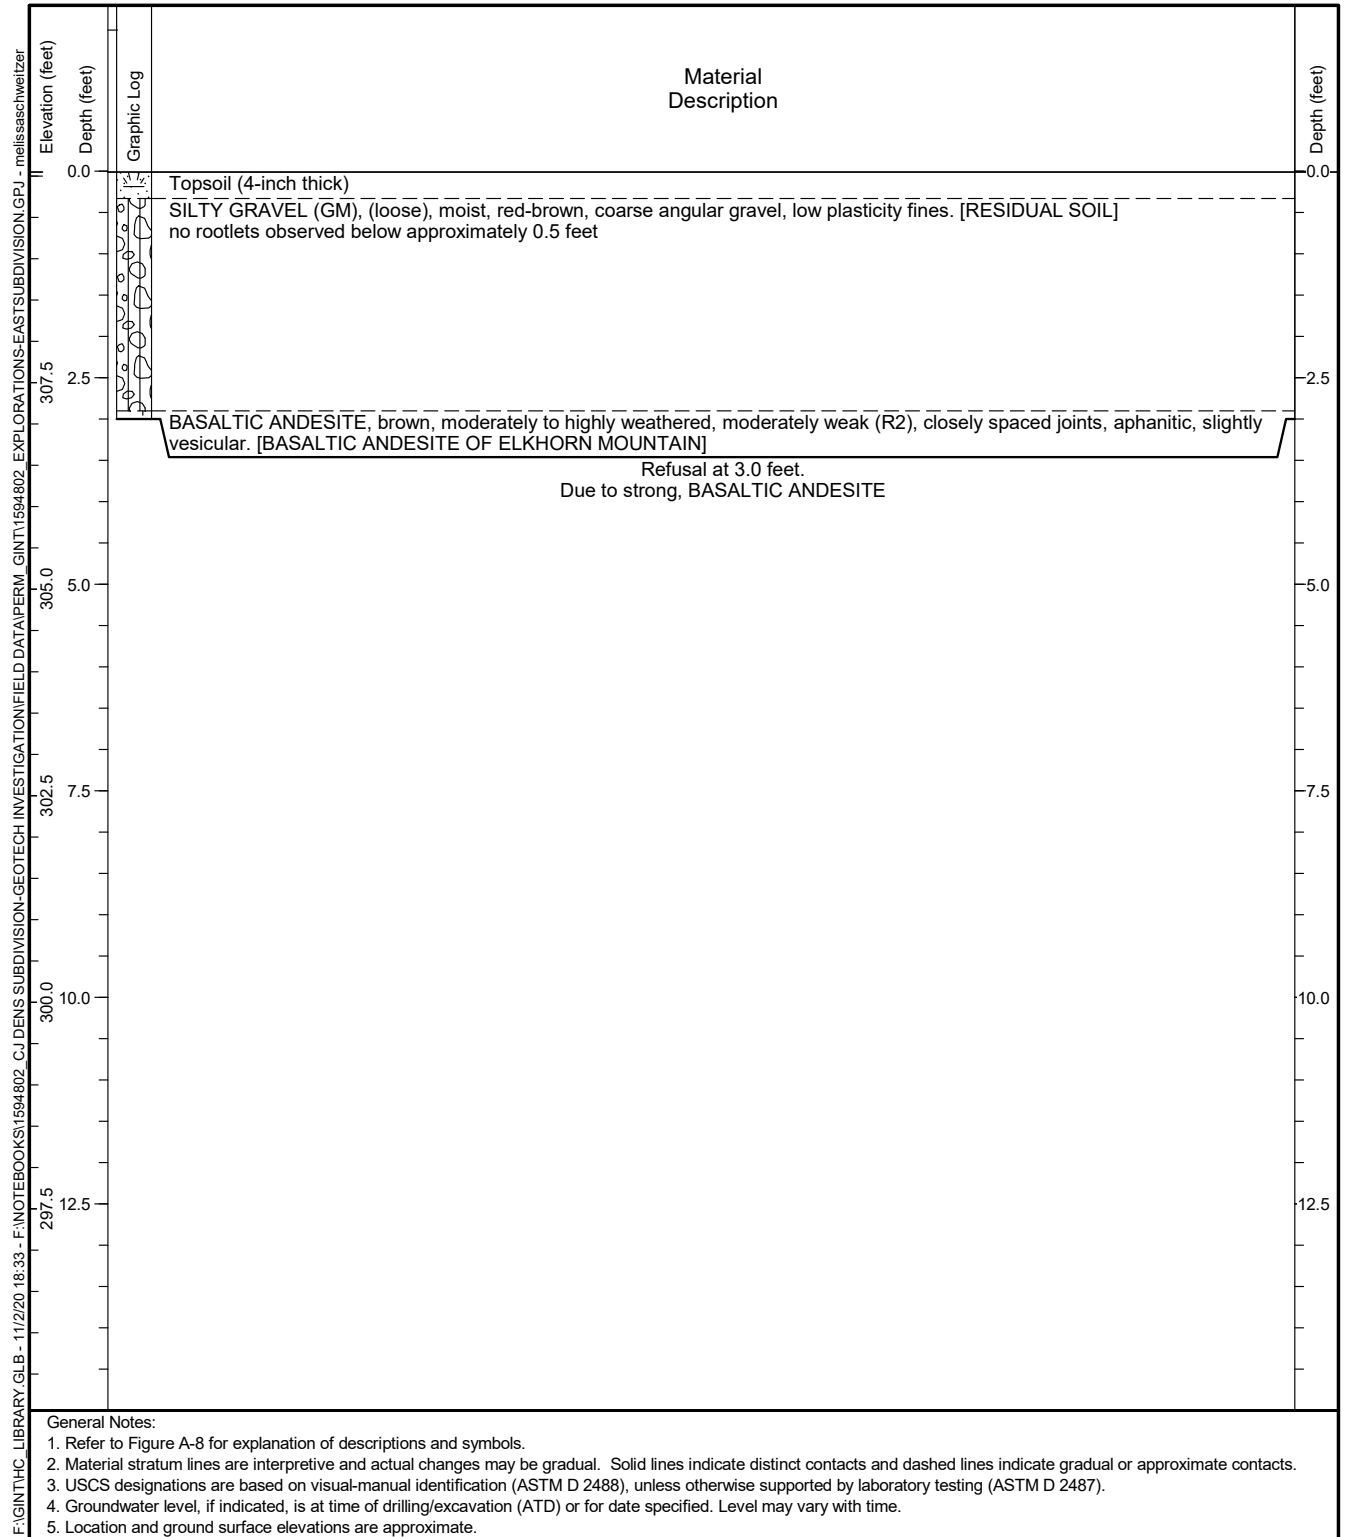 F:\GINT\HC_LIBRARY.GLB - 11/2/20 18:33 - F:\NOTEBOOKS\1594802_CJ DENS SUBDIVISION-GEOTECH INVESTIGATION\FIELD DATA\PERM_GINT\1594802_EXPLORATIONS-EASTSUBDIVISION.GPJ - melissaschweitzer
Elevation (feet)
Depth (feet)
Graphic Log
Material
Description
Depth (feet)
0.0
0.0
Topsoil (4-inch thick)
SILTY GRAVEL (GM), (loose), moist, red-brown, coarse angular gravel, low plasticity fines. [RESIDUAL SOIL]
no rootlets observed below approximately 0.5 feet
307.5
2.5
2.5
BASALTIC ANDESITE, brown, moderately to highly weathered, moderately weak (R2), closely spaced joints, aphanitic, slightly
vesicular. [BASALTIC ANDESITE OF ELKHORN MOUNTAIN]
Refusal at 3.0 feet.
Due to strong, BASALTIC ANDESITE
305.0
5.0
5.0
302.5
7.5
7.5
300.0
10.0
10.0
297.5
12.5
12.5
General Notes:
1. Refer to Figure A-8 for explanation of descriptions and symbols.
2. Material stratum lines are interpretive and actual changes may be gradual. Solid lines indicate distinct contacts and dashed lines indicate gradual or approximate contacts.
3. USCS designations are based on visual-manual identification (ASTM D 2488), unless otherwise supported by laboratory testing (ASTM D 2487).
4. Groundwater level, if indicated, is at time of drilling/excavation (ATD) or for date specified. Level may vary with time.
5. Location and ground surface elevations are approximate.